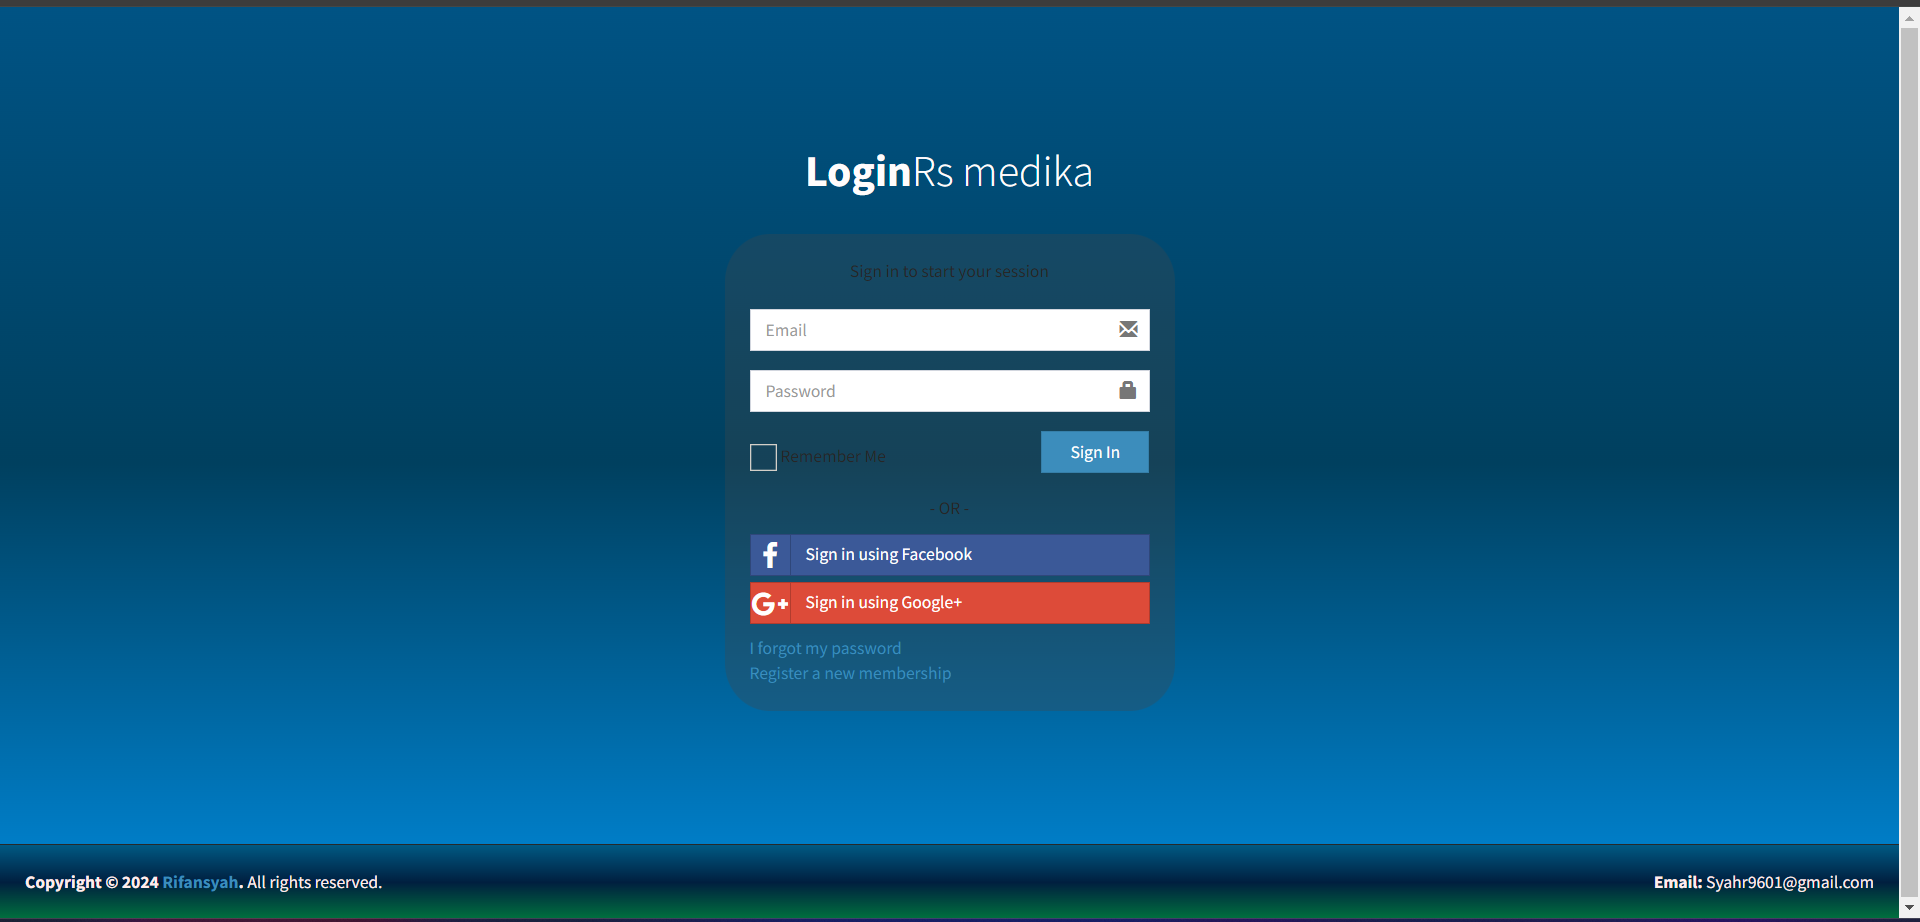 LoginRs medika
Sign in to start your session
Email
Password
Remember Me
Sign In
- OR -
Sign in using Facebook
G+ Sign in using Google+
I forgot my password
Register a new membership
Copyright © 2024 Rifansyah. All rights reserved.
Email: Syahr9601@gmail.com